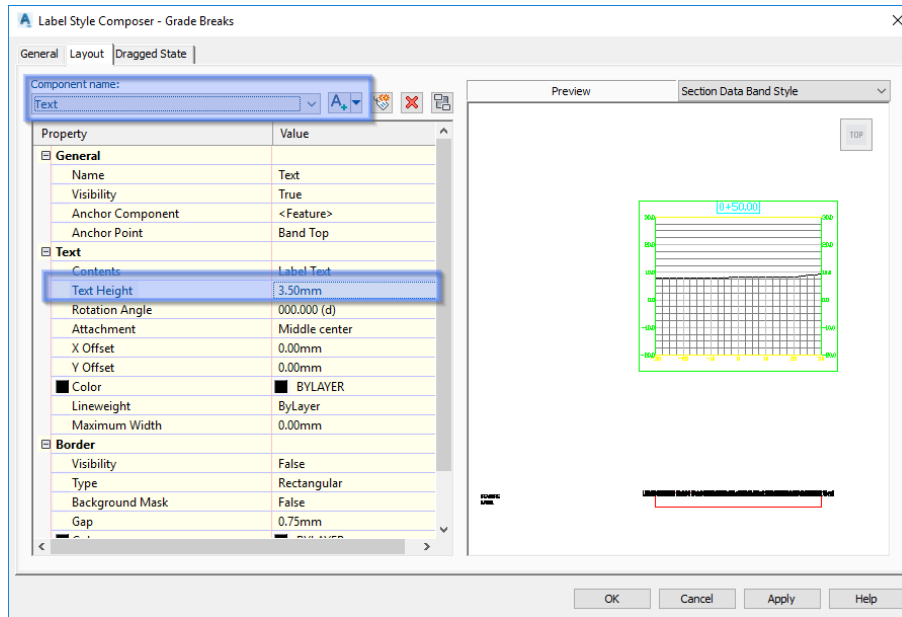 Label Style Composer - Grade Breaks
General Layout Dragged State
Component name:
Text
Property Value
General
Name Text
Visibility True
Anchor Component <Feature>
Anchor Point Band Top
Text
Contents Label Text
Text Height 3.50mm
Rotation Angle 000.000 (d)
Attachment Middle center
X Offset 0.00mm
Y Offset 0.00mm
Color BYLAYER
Lineweight ByLayer
Maximum Width 0.00mm
Border
Visibility False
Type Rectangular
Background Mask False
Gap 0.75mm
Preview Section Data Band Style
TOP
0+50.00
OK Cancel Apply Help